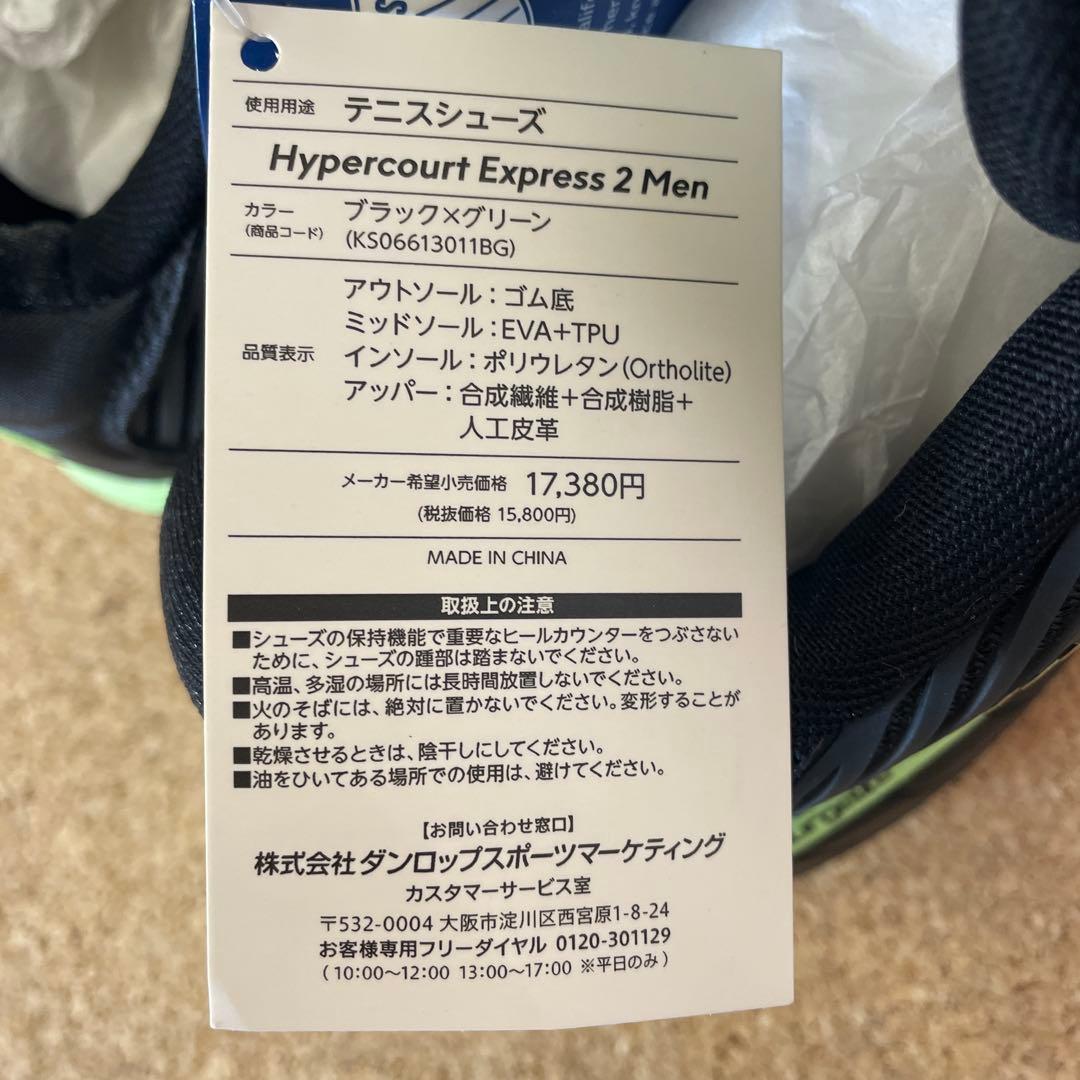 使用用途 テニスシューズ
Hypercourt Express 2 Men
カラー ブラック×グリーン
(商品コード) (KS06613011BG)
アウトソール:ゴム底
ミッドソール:EVA+TPU
品質表示 インソール:ポリウレタン(Ortholite)
アッパー:合成繊維+合成樹脂+
人工皮革
メーカー希望小売価格 17,380円
(税抜価格 15,800円)
MADE IN CHINA
取扱上の注意
■シューズの保持機能で重要なヒールカウンターをつぶさない
ために、シューズの踵部は踏まないでください。
■高温、多湿の場所には長時間放置しないでください。
■火のそばには、絶対に置かないでください。変形することが
あります。
■乾燥させるときは、陰干しにしてください。
■油をひいてある場所での使用は、避けてください。
【お問い合わせ窓口】
株式会社ダンロップスポーツマーケティング
カスタマーサービス室
〒532-0004 大阪市淀川区西宮原1-8-24
お客様専用フリーダイヤル 0120-301129
(10:00〜12:00 13:00〜17:00 ※平日のみ)